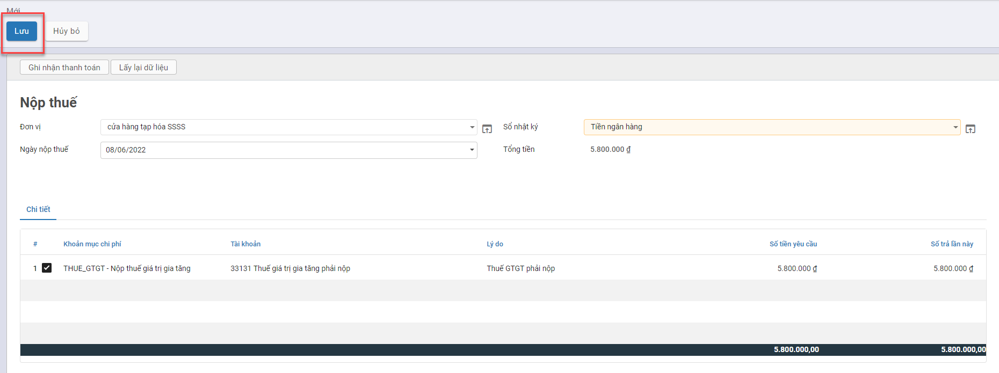 Mới
Lưu Hủy bỏ
Ghi nhận thanh toán Lấy lại dữ liệu
Nộp thuế
Đơn vị cửa hàng tạp hóa SSSS Sổ nhật ký Tiền ngân hàng
Ngày nộp thuế 08/06/2022 Tổng tiền 5.800.000 ₫
Chi tiết
# Khoản mục chi phí Tài khoản Lý do Số tiền yêu cầu Số trả lần này
1 THUE_GTGT - Nộp thuế giá trị gia tăng 33131 Thuế giá trị gia tăng phải nộp Thuế GTGT phải nộp 5.800.000 ₫ 5.800.000 ₫
5.800.000,00 5.800.000,00